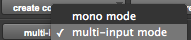 create co
mono mode
multi-i ✓ multi-input mode